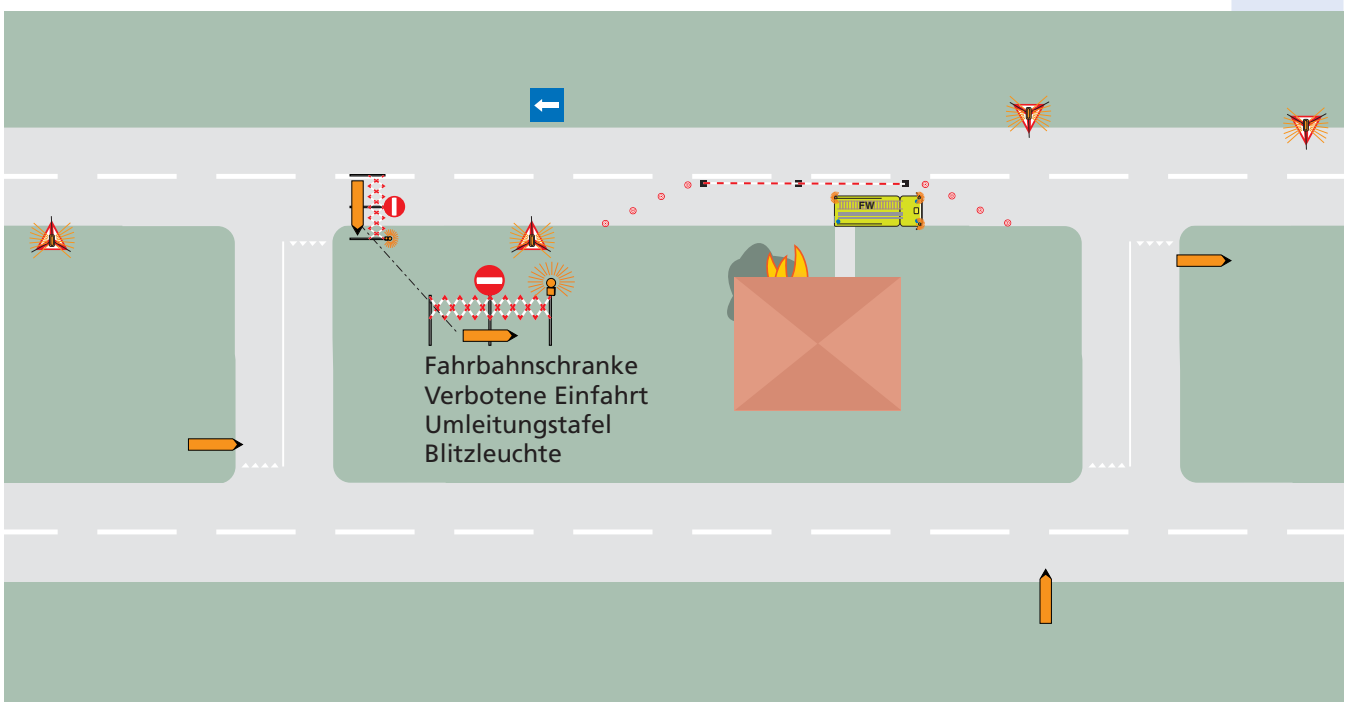 FW
Fahrbahnschranke
Verbotene Einfahrt
Umleitungstafel
Blitzleuchte